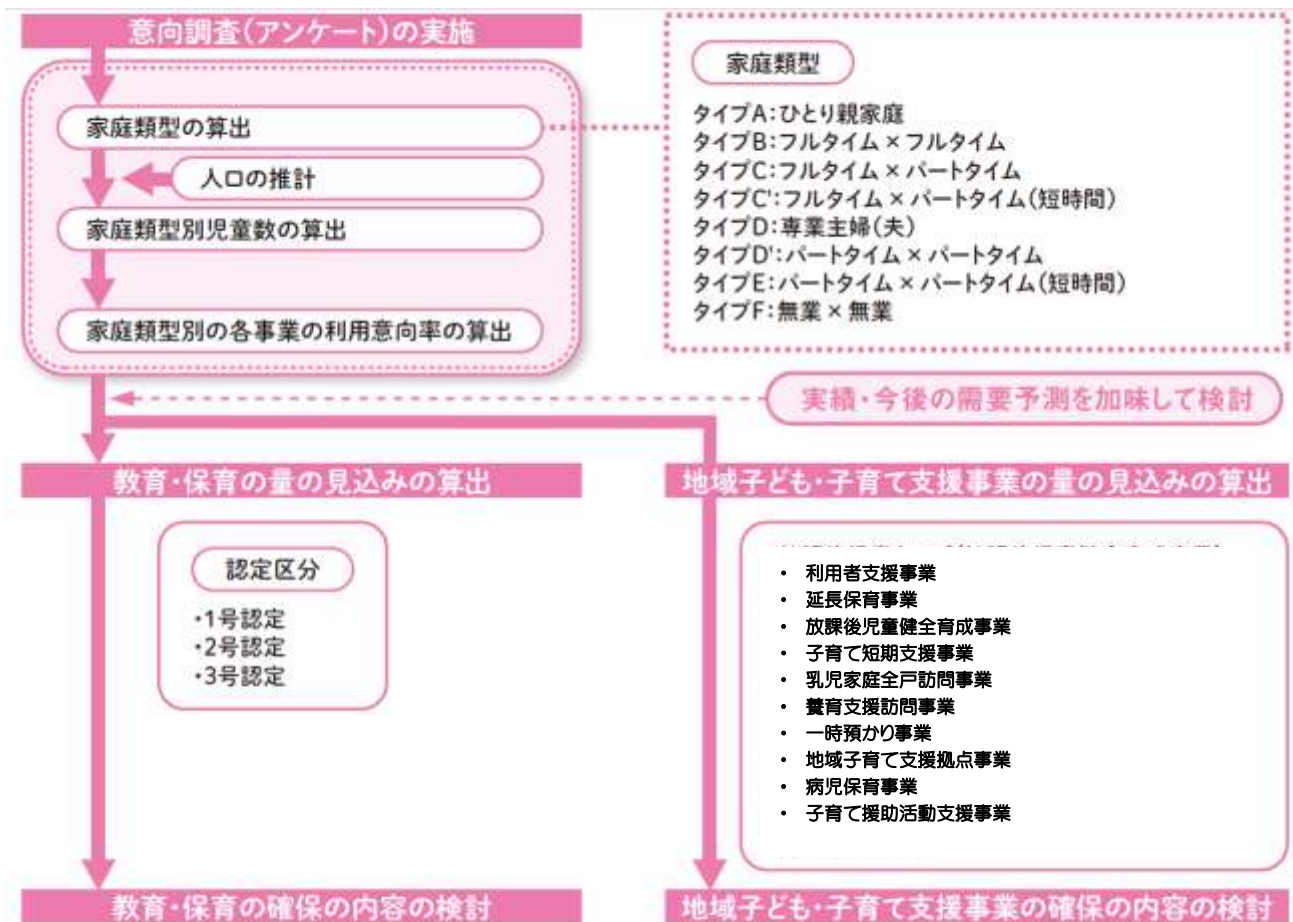 意向調査(アンケート)の実施
家庭類型の算出
人口の推計
家庭類型別児童数の算出
家庭類型別の各事業の利用意向率の算出
家庭類型
タイプA:ひとり親家庭
タイプB:フルタイム×フルタイム
タイプC:フルタイム×パートタイム
タイプC':フルタイム×パートタイム(短時間)
タイプD:専業主婦(夫)
タイプD':パートタイム×パートタイム
タイプE:パートタイム×パートタイム(短時間)
タイプF:無業×無業
実績・今後の需要予測を加味して検討
教育・保育の量の見込みの算出
認定区分
・1号認定
・2号認定
・3号認定
教育・保育の確保の内容の検討
地域子ども・子育て支援事業の量の見込みの算出
・ 利用者支援事業
・ 延長保育事業
・ 放課後児童健全育成事業
・ 子育て短期支援事業
・ 乳児家庭全戸訪問事業
・ 養育支援訪問事業
・ 一時預かり事業
・ 地域子育て支援拠点事業
・ 病児保育事業
・ 子育て援助活動支援事業
地域子ども・子育て支援事業の確保の内容の検討